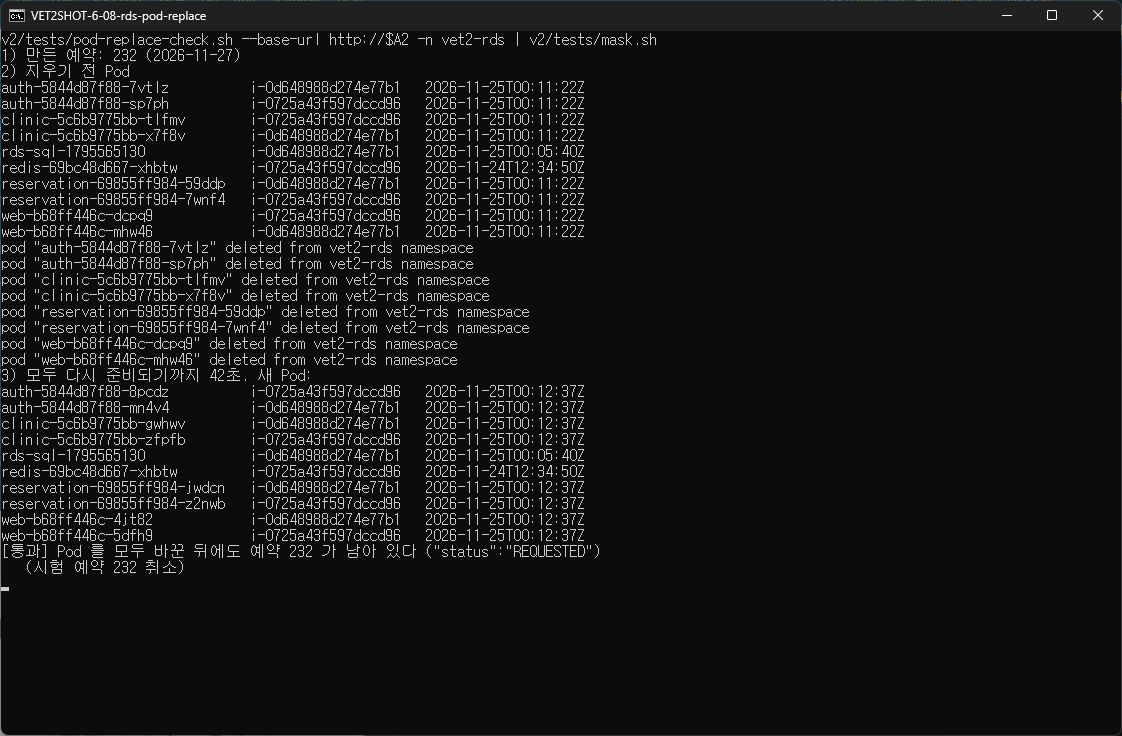 VET2SHOT-6-08-rds-pod-replace
v2/tests/pod-replace-check.sh --base-url http://$A2 -n vet2-rds | v2/tests/mask.sh
1) 만든 예약: 232 (2026-11-27)
2) 지우기 전 Pod
auth-5844d87f88-7vtlz i-0d648988d274e77b1 2026-11-25T00:11:22Z
auth-5844d87f88-sp7ph i-0725a43f597dccd96 2026-11-25T00:11:22Z
clinic-5c6b9775bb-tlfmv i-0725a43f597dccd96 2026-11-25T00:11:22Z
clinic-5c6b9775bb-x7f8v i-0d648988d274e77b1 2026-11-25T00:11:22Z
rds-sql-1795565130 i-0d648988d274e77b1 2026-11-25T00:05:40Z
redis-69bc48d667-xhbtw i-0725a43f597dccd96 2026-11-24T12:34:50Z
reservation-69855ff984-59ddp i-0d648988d274e77b1 2026-11-25T00:11:22Z
reservation-69855ff984-7wnf4 i-0725a43f597dccd96 2026-11-25T00:11:22Z
web-b68ff446c-dcpq9 i-0725a43f597dccd96 2026-11-25T00:11:22Z
web-b68ff446c-mhw46 i-0d648988d274e77b1 2026-11-25T00:11:22Z
pod "auth-5844d87f88-7vtlz" deleted from vet2-rds namespace
pod "auth-5844d87f88-sp7ph" deleted from vet2-rds namespace
pod "clinic-5c6b9775bb-tlfmv" deleted from vet2-rds namespace
pod "clinic-5c6b9775bb-x7f8v" deleted from vet2-rds namespace
pod "reservation-69855ff984-59ddp" deleted from vet2-rds namespace
pod "reservation-69855ff984-7wnf4" deleted from vet2-rds namespace
pod "web-b68ff446c-dcpq9" deleted from vet2-rds namespace
pod "web-b68ff446c-mhw46" deleted from vet2-rds namespace
3) 모두 다시 준비되기까지 42초. 새 Pod:
auth-5844d87f88-8pcdz i-0725a43f597dccd96 2026-11-25T00:12:37Z
auth-5844d87f88-mn4v4 i-0d648988d274e77b1 2026-11-25T00:12:37Z
clinic-5c6b9775bb-gwhwv i-0d648988d274e77b1 2026-11-25T00:12:37Z
clinic-5c6b9775bb-zfpfb i-0725a43f597dccd96 2026-11-25T00:12:37Z
rds-sql-1795565130 i-0d648988d274e77b1 2026-11-25T00:05:40Z
redis-69bc48d667-xhbtw i-0725a43f597dccd96 2026-11-24T12:34:50Z
reservation-69855ff984-jwdcn i-0d648988d274e77b1 2026-11-25T00:12:37Z
reservation-69855ff984-z2nwb i-0725a43f597dccd96 2026-11-25T00:12:37Z
web-b68ff446c-4jt82 i-0d648988d274e77b1 2026-11-25T00:12:37Z
web-b68ff446c-5dfh9 i-0725a43f597dccd96 2026-11-25T00:12:37Z
[통과] Pod 를 모두 바꾼 뒤에도 예약 232 가 남아 있다 ("status":"REQUESTED")
(시험 예약 232 취소)